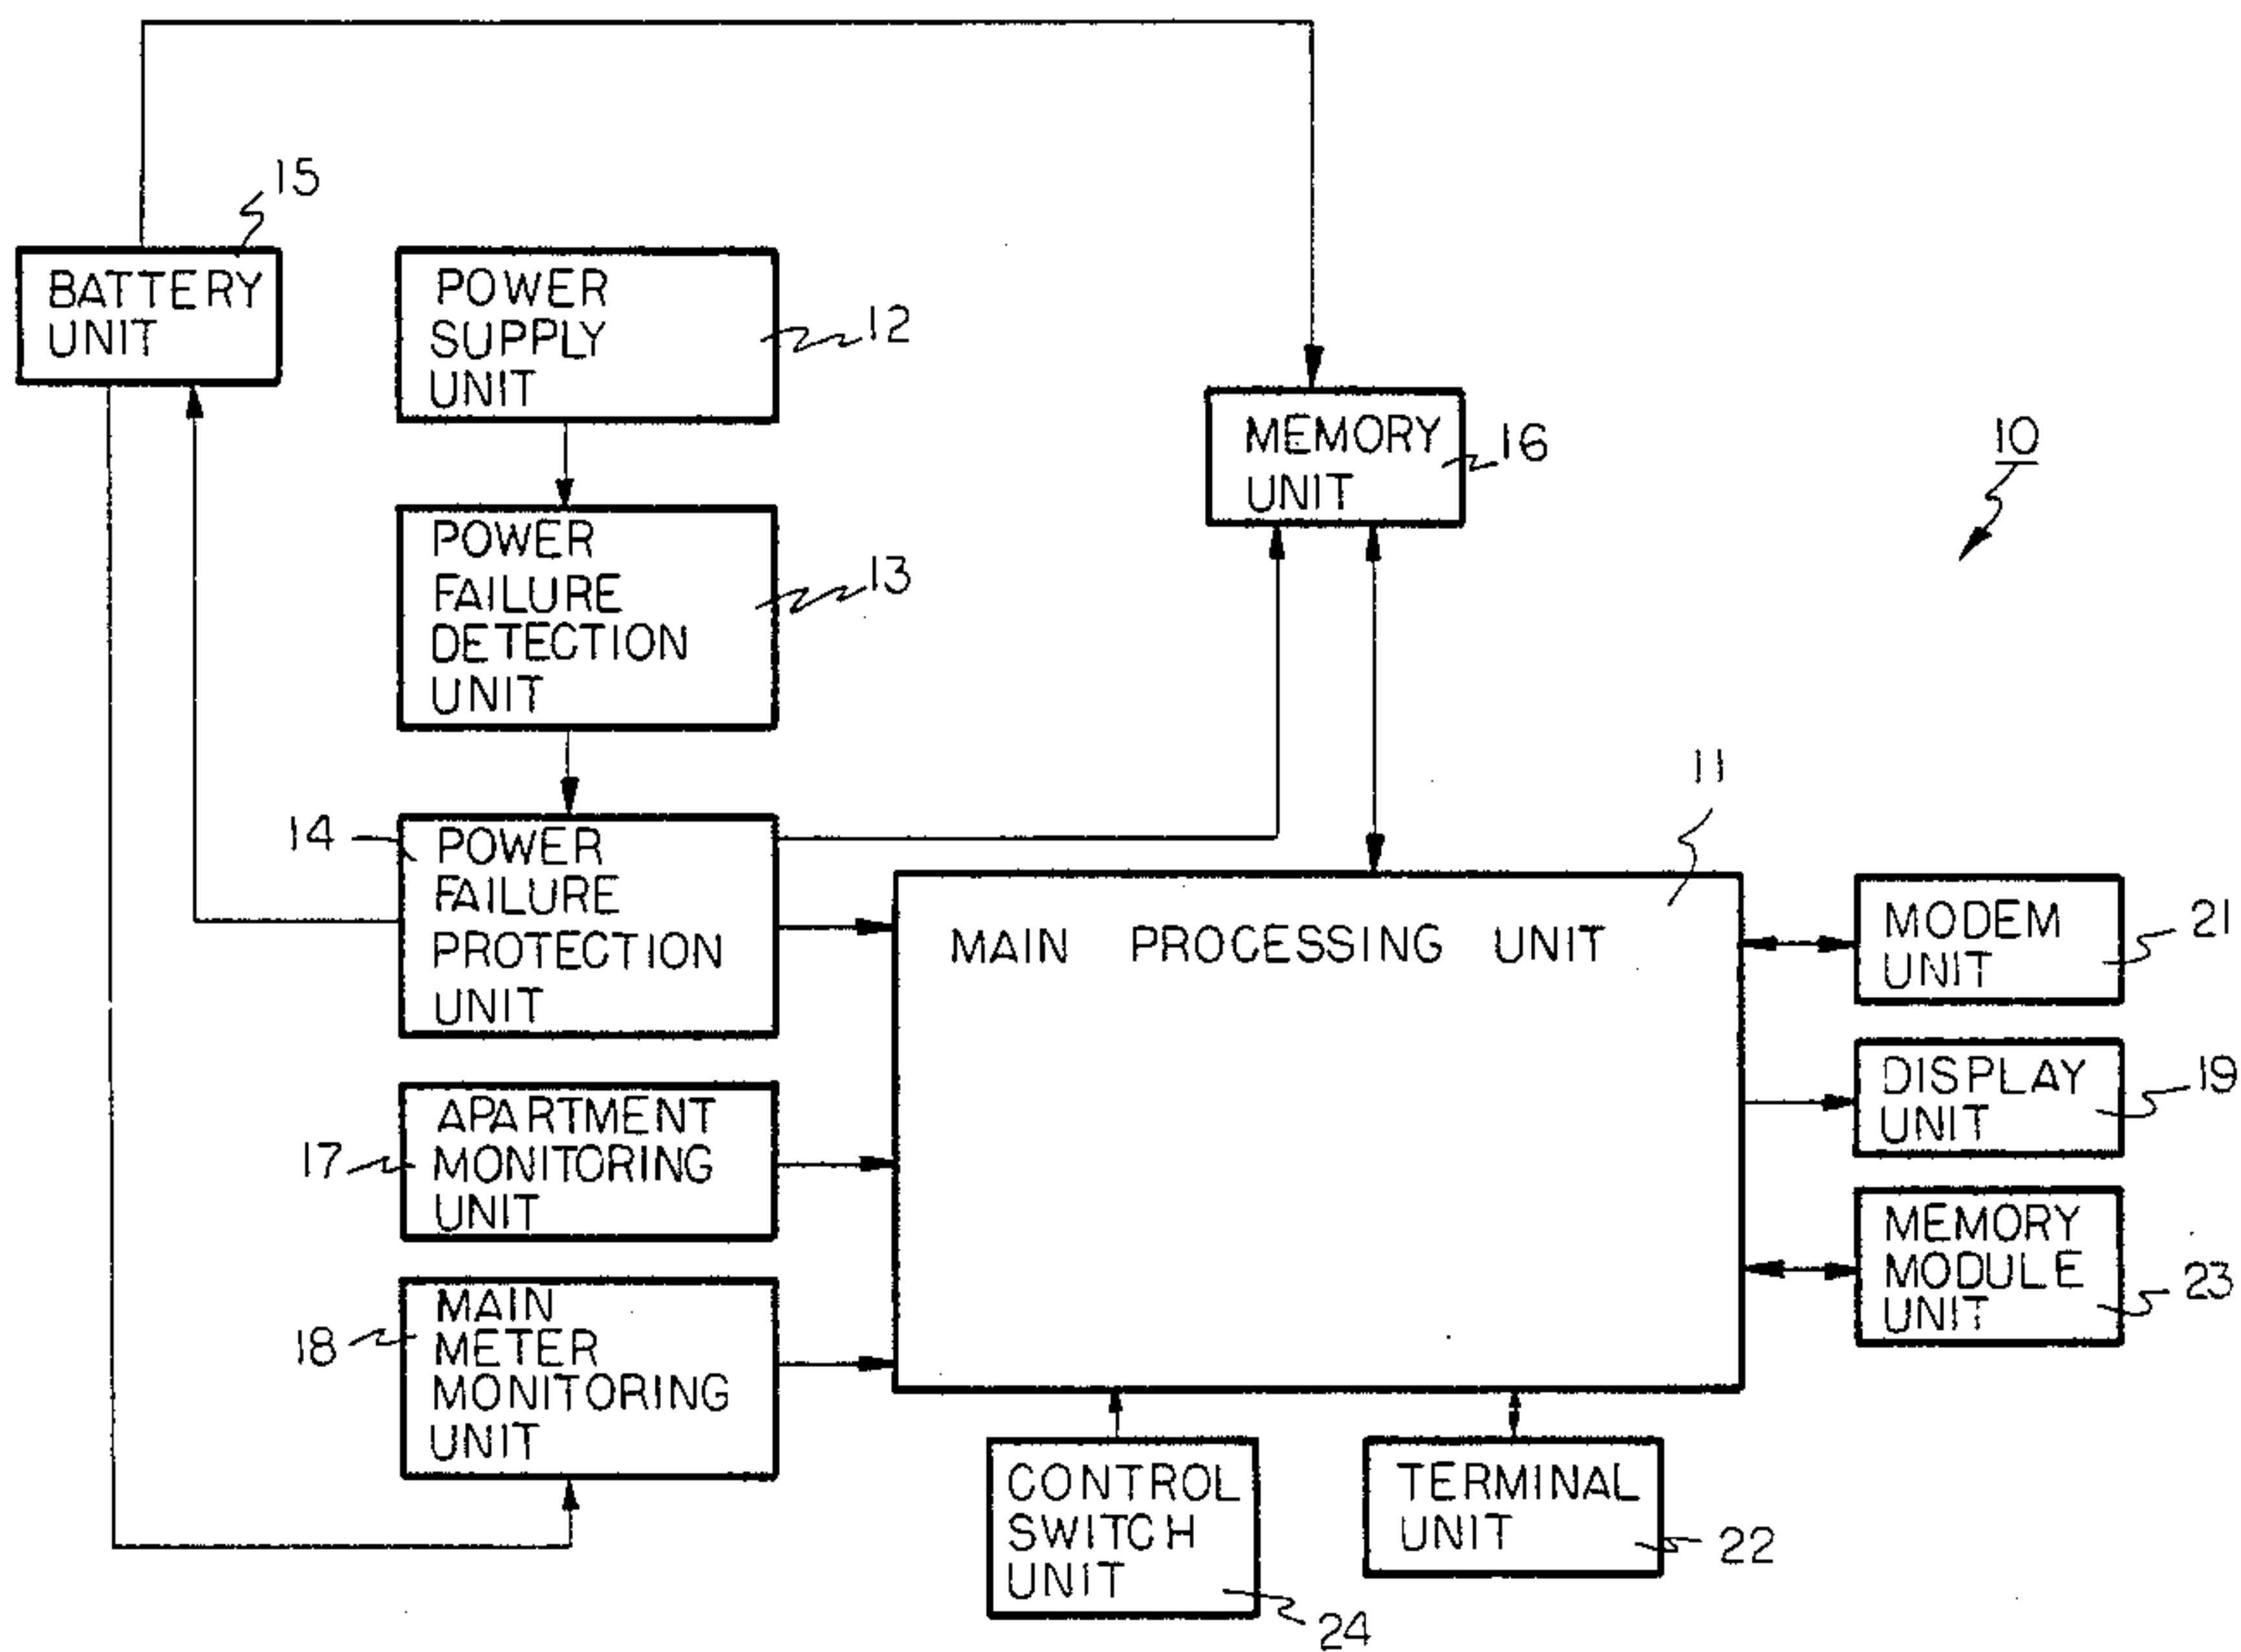 15
BATTERY
UNIT
POWER
SUPPLY
UNIT
12
MEMORY
UNIT
16
10
POWER
FAILURE
DETECTION
UNIT
13
14
POWER
FAILURE
PROTECTION
UNIT
11
MAIN PROCESSING UNIT
MODEM
UNIT
21
DISPLAY
UNIT
19
17
APARTMENT
MONITORING
UNIT
MEMORY
MODULE
UNIT
23
18
MAIN
METER
MONITORING
UNIT
CONTROL
SWITCH
UNIT
24
TERMINAL
UNIT
22